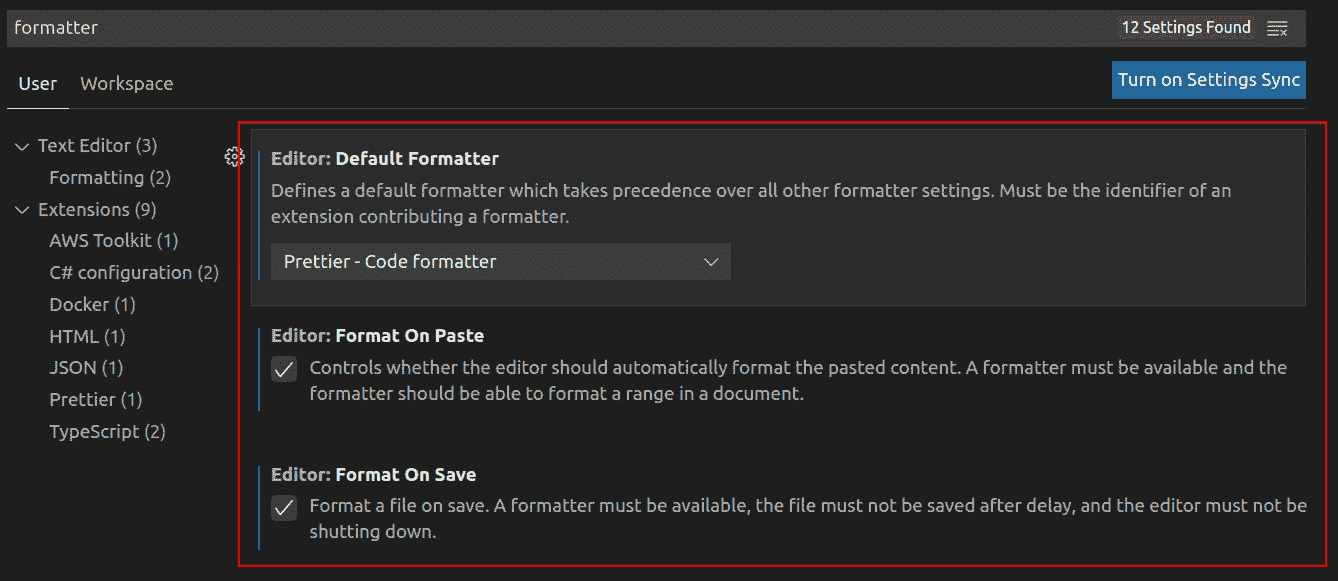 formatter
12 Settings Found
User
Workspace
Turn on Settings Sync
Text Editor (3)
Formatting (2)
Extensions (9)
AWS Toolkit (1)
C# configuration (2)
Docker (1)
HTML (1)
JSON (1)
Prettier (1)
TypeScript (2)
Editor: Default Formatter
Defines a default formatter which takes precedence over all other formatter settings. Must be the identifier of an
extension contributing a formatter.
Prettier - Code formatter
Editor: Format On Paste
Controls whether the editor should automatically format the pasted content. A formatter must be available and the
formatter should be able to format a range in a document.
Editor: Format On Save
Format a file on save. A formatter must be available, the file must not be saved after delay, and the editor must not be
shutting down.